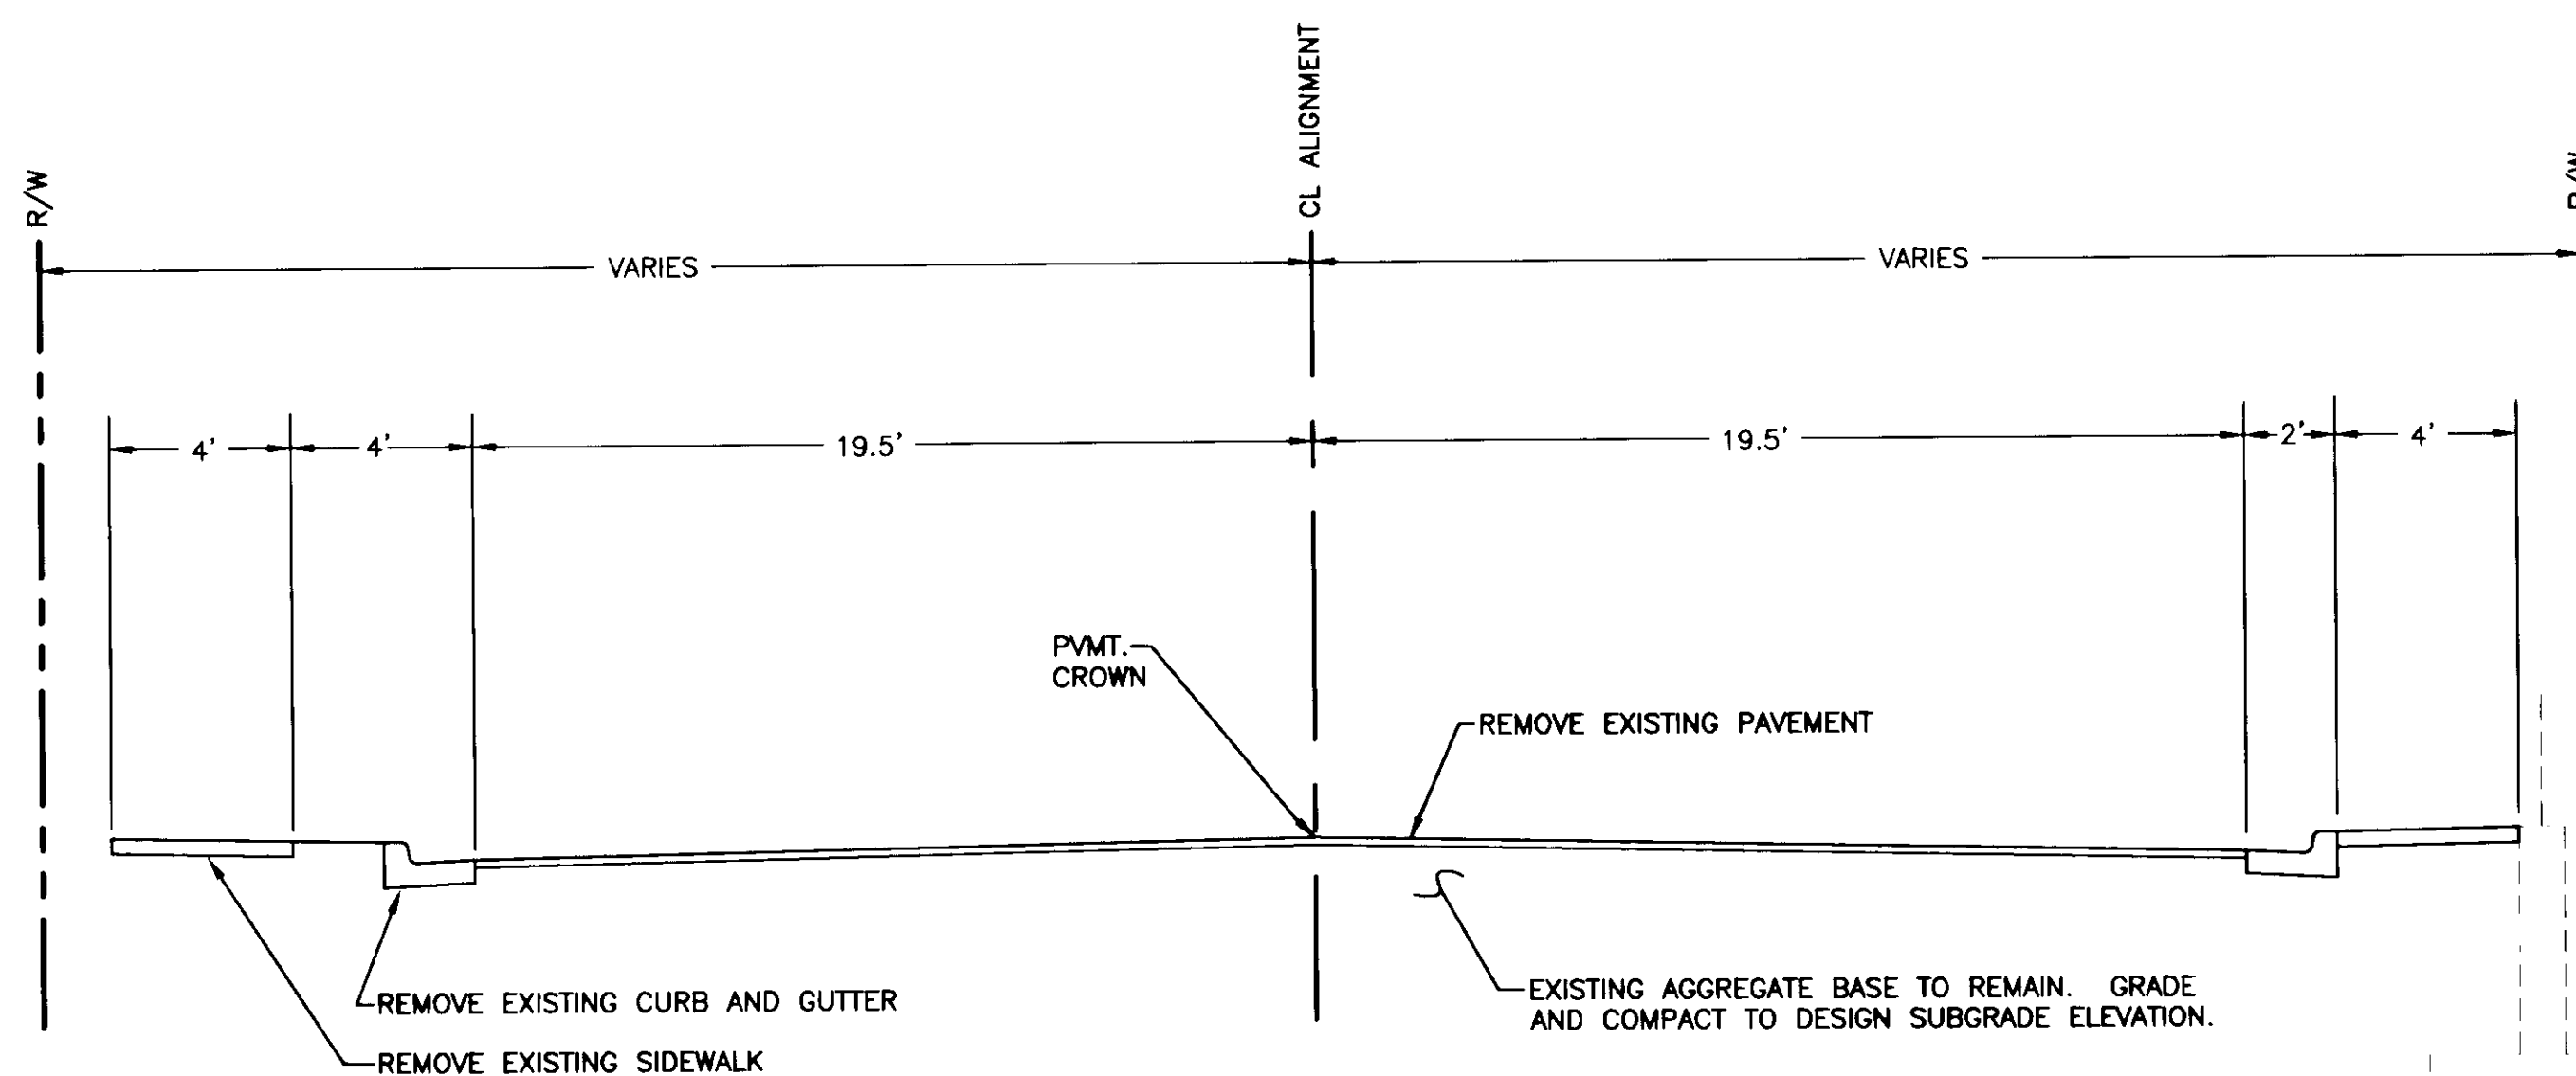 CL ALIGNMENT
R/W
R/W
VARIES
VARIES
4'
4'
19.5'
19.5'
2'
4'
PVMT.
CROWN
REMOVE EXISTING PAVEMENT
REMOVE EXISTING CURB AND GUTTER
REMOVE EXISTING SIDEWALK
EXISTING AGGREGATE BASE TO REMAIN. GRADE
AND COMPACT TO DESIGN SUBGRADE ELEVATION.